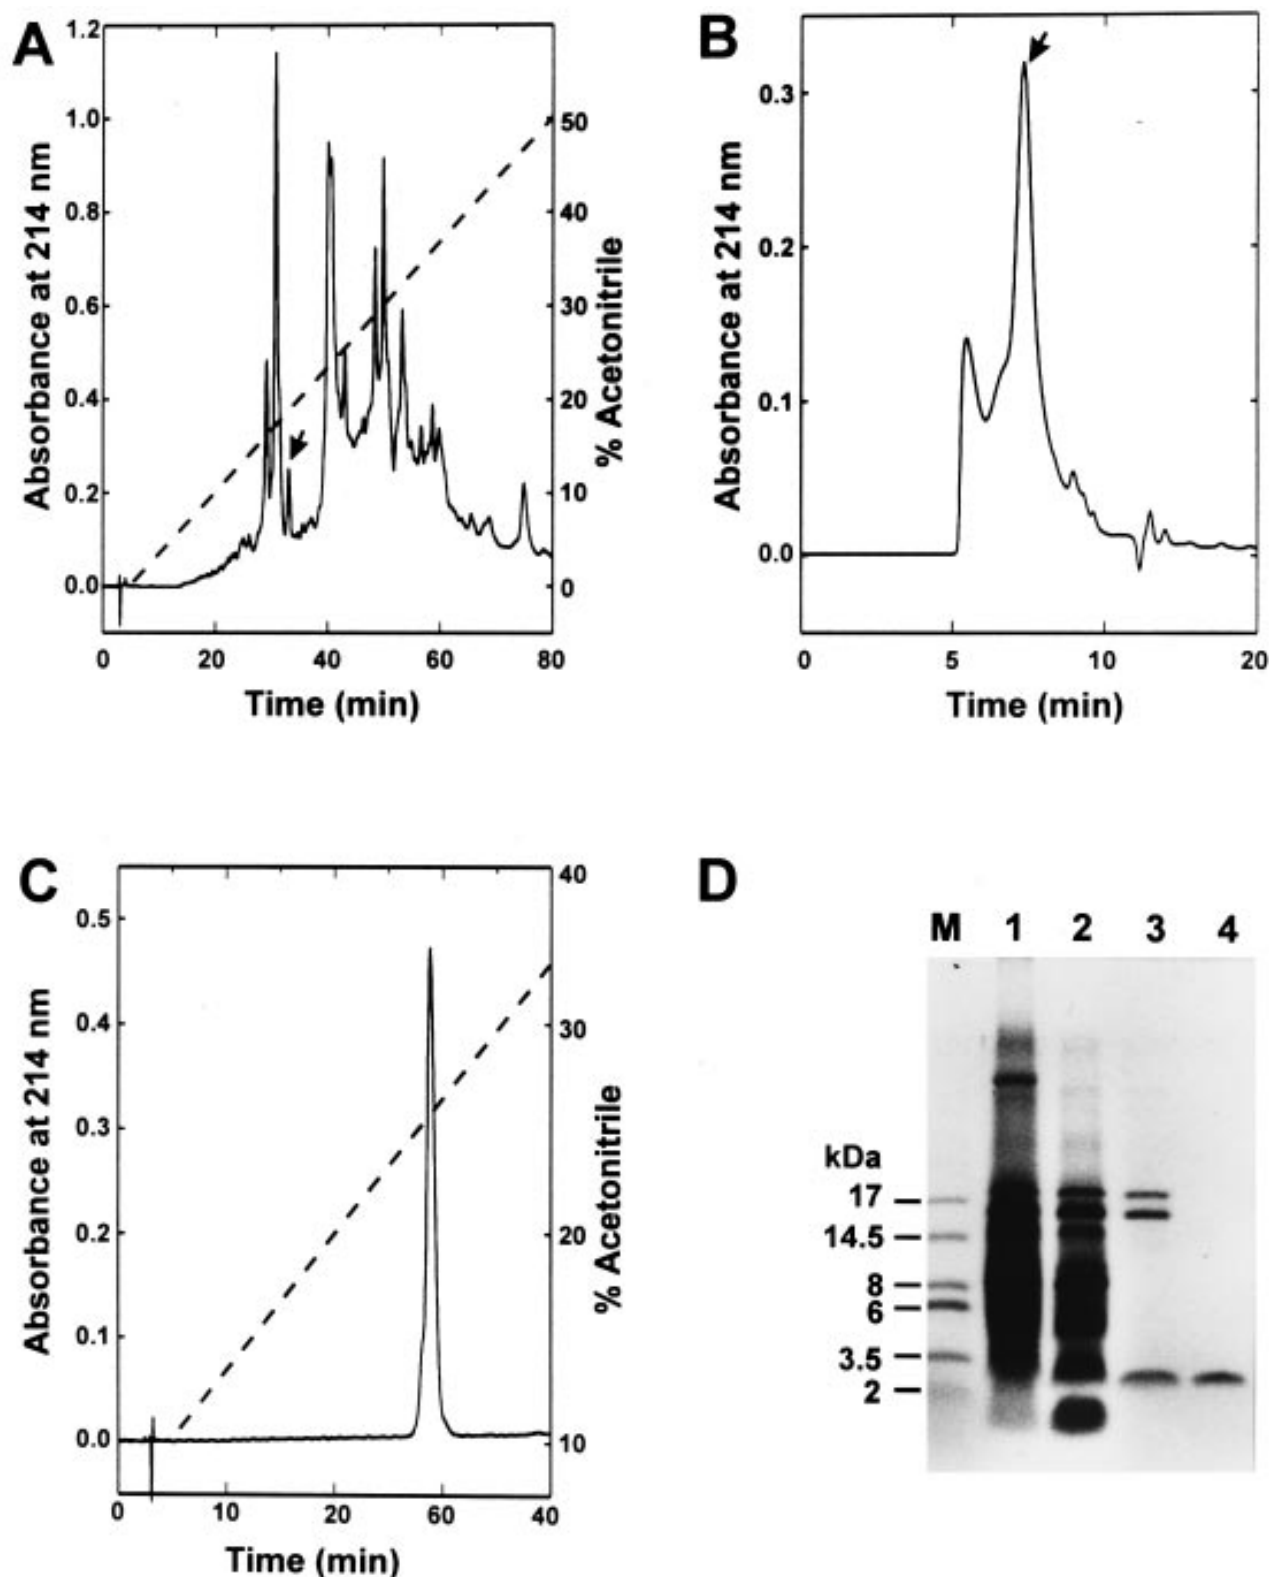 A
1.2
1.0
0.8
0.6
0.4
0.2
0.0
Absorbance at 214 nm
50
40
30
20
10
0
% Acetonitrile
0 20 40 60 80
Time (min)
B
0.3
0.2
0.1
0.0
Absorbance at 214 nm
0 5 10 20
Time (min)
C
0.5
0.4
0.3
0.2
0.1
0.0
Absorbance at 214 nm
40
30
20
10
% Acetonitrile
0 10 20 60 40
Time (min)
D
M 1 2 3 4
kDa
17
14.5
8
6
3.5
2